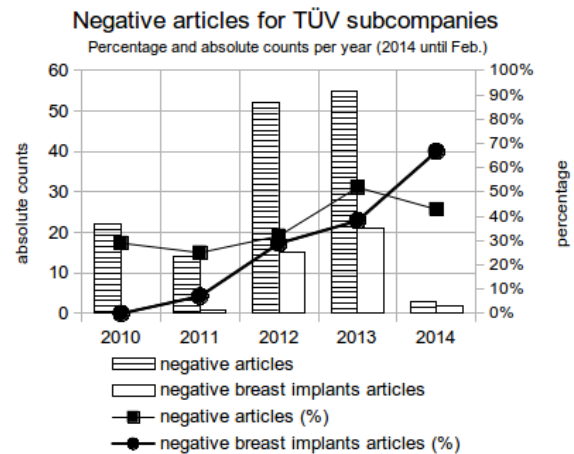 Negative articles for TÜV subcompanies
Percentage and absolute counts per year (2014 until Feb.)
60
50
40
30
20
10
0
absolute counts
100%
90%
80%
70%
60%
50%
40%
30%
20%
10%
0%
percentage
2010 2011 2012 2013 2014
negative articles
negative breast implants articles
negative articles (%)
negative breast implants articles (%)